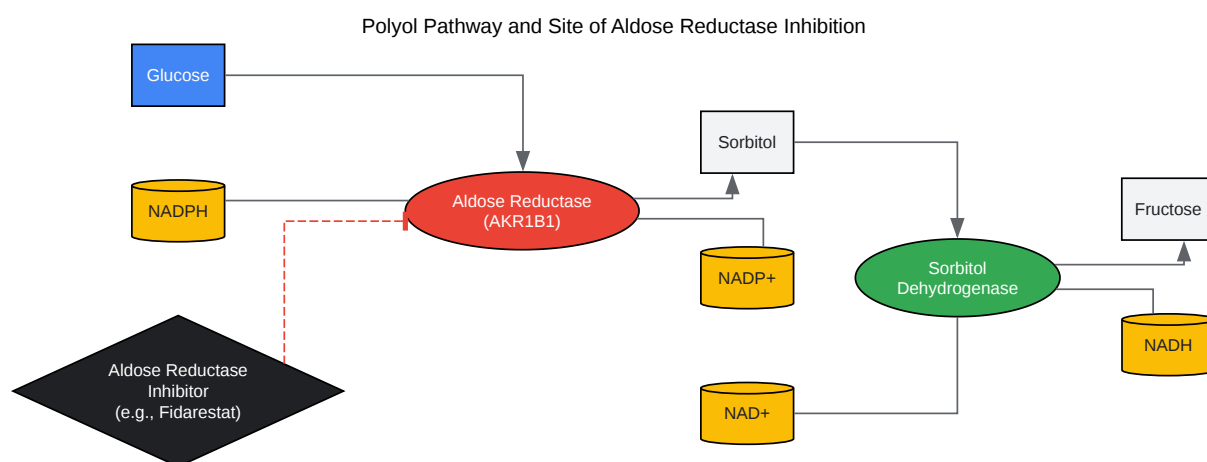 Polyol Pathway and Site of Aldose Reductase Inhibition
Glucose
NADPH
Aldose Reductase
(AKR1B1)
Aldose Reductase
Inhibitor
(e.g., Fidarestat)
Sorbitol
NADP+
NAD+
Sorbitol
Dehydrogenase
Fructose
NADH